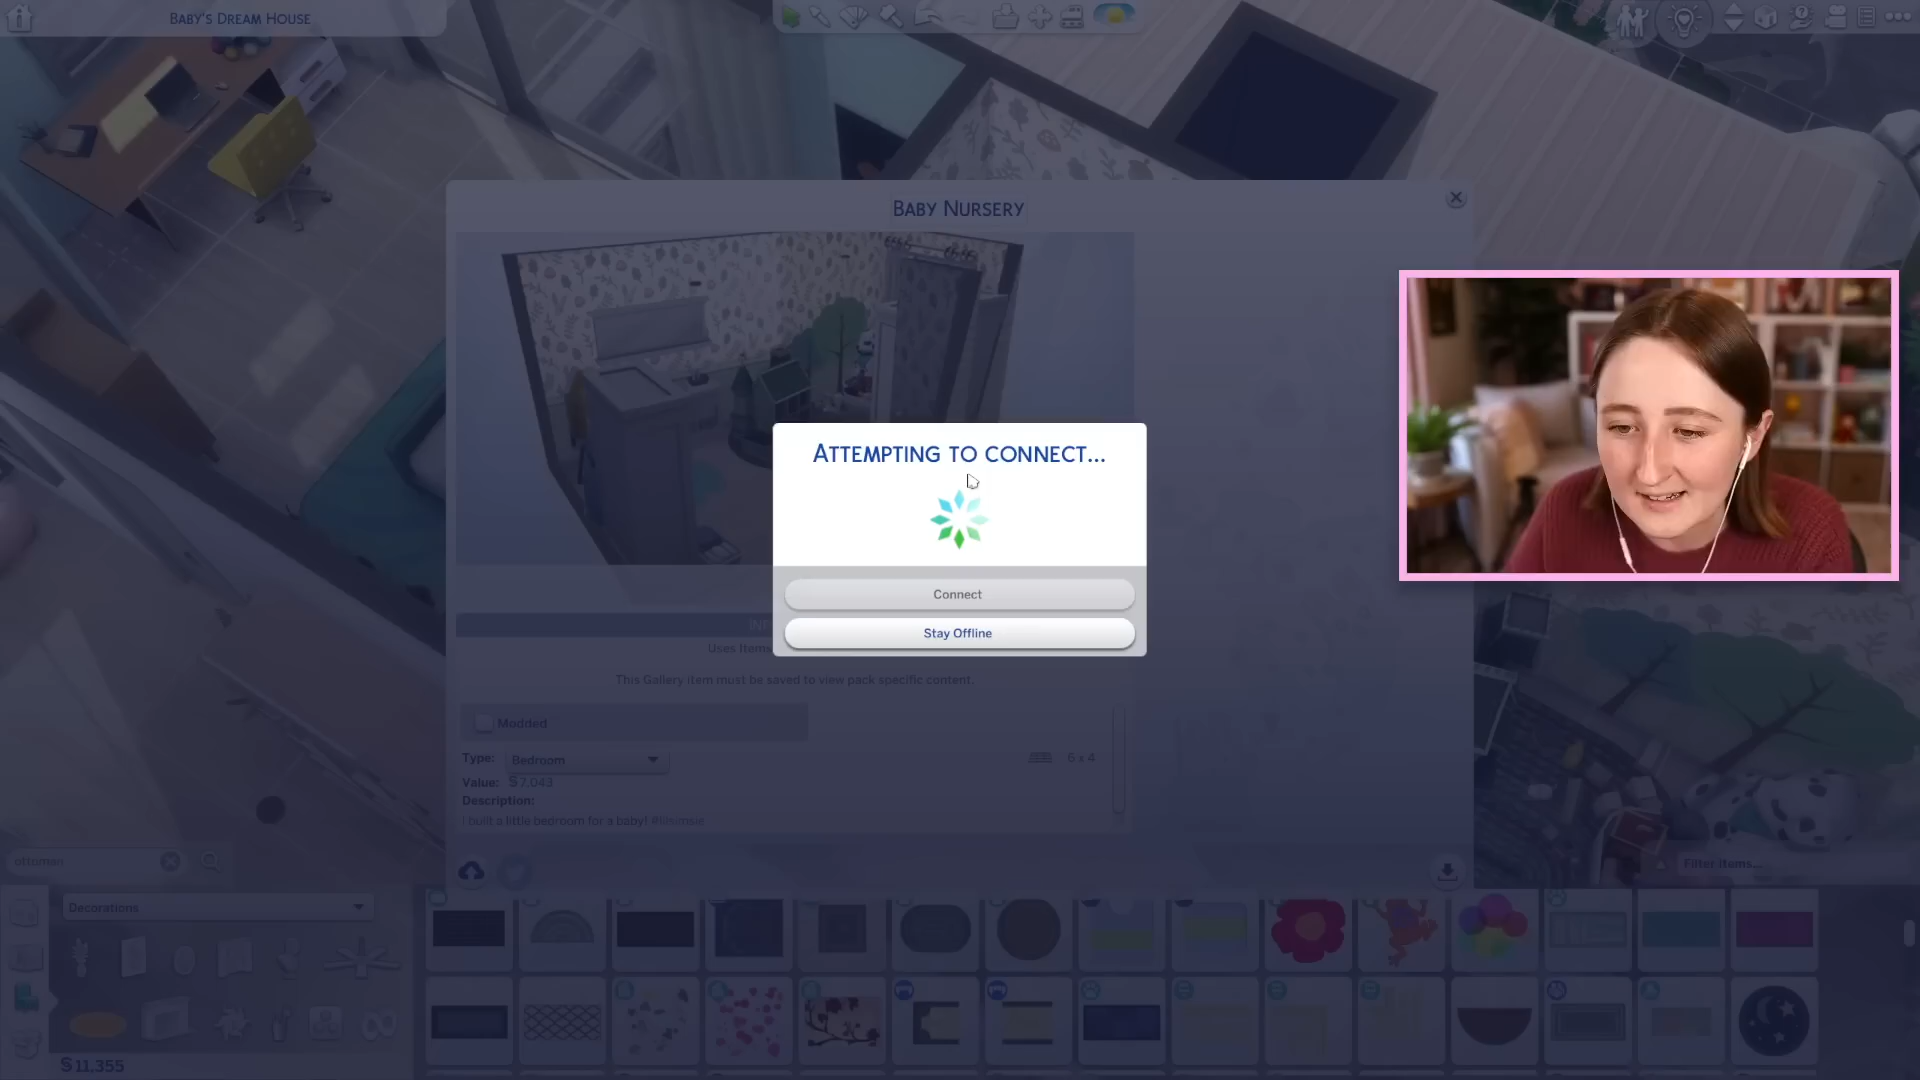 BABY'S DREAM HOUSE
BABY NURSERY
ATTEMPTING TO CONNECT...
Connect
Stay Offline
Uses Items
This Gallery item must be saved to view pack specific content.
Modded
Type: Bedroom
6 x 4
Value: §7,043
Description:
I built a little bedroom for a baby! #lilsimsie
ottoman
Filter Items...
Decorations
§11,355